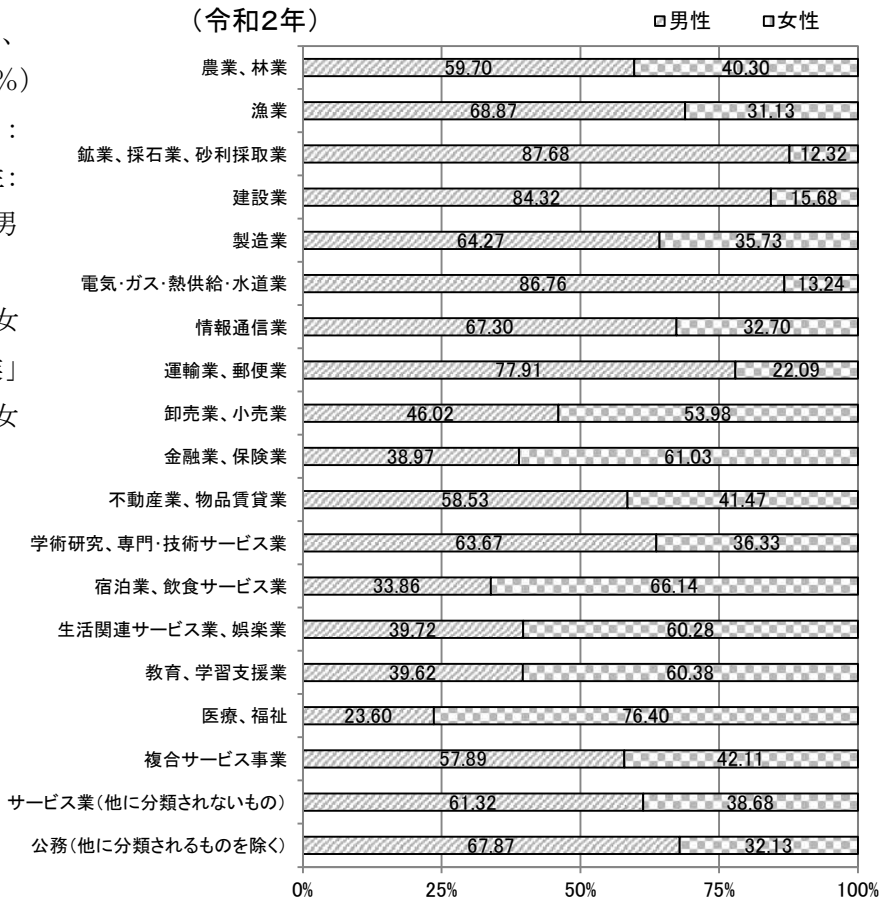 、
%)
:
:
男
女
」
女
(令和2年)
男性 女性
農業、林業 59.70 40.30
漁業 68.87 31.13
鉱業、採石業、砂利採取業 87.68 12.32
建設業 84.32 15.68
製造業 64.27 35.73
電気・ガス・熱供給・水道業 86.76 13.24
情報通信業 67.30 32.70
運輸業、郵便業 77.91 22.09
卸売業、小売業 46.02 53.98
金融業、保険業 38.97 61.03
不動産業、物品賃貸業 58.53 41.47
学術研究、専門・技術サービス業 63.67 36.33
宿泊業、飲食サービス業 33.86 66.14
生活関連サービス業、娯楽業 39.72 60.28
教育、学習支援業 39.62 60.38
医療、福祉 23.60 76.40
複合サービス事業 57.89 42.11
サービス業(他に分類されないもの) 61.32 38.68
公務(他に分類されるものを除く) 67.87 32.13
0% 25% 50% 75% 100%